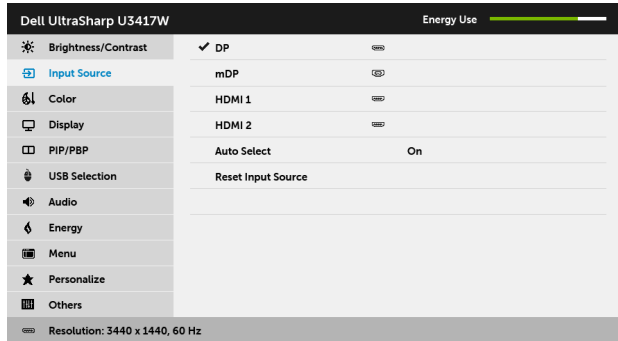 Dell UltraSharp U3417W Energy Use
Brightness/Contrast DP
Input Source mDP
Color HDMI 1
Display HDMI 2
PIP/PBP Auto Select On
USB Selection Reset Input Source
Audio
Energy
Menu
Personalize
Others
Resolution: 3440 x 1440, 60 Hz